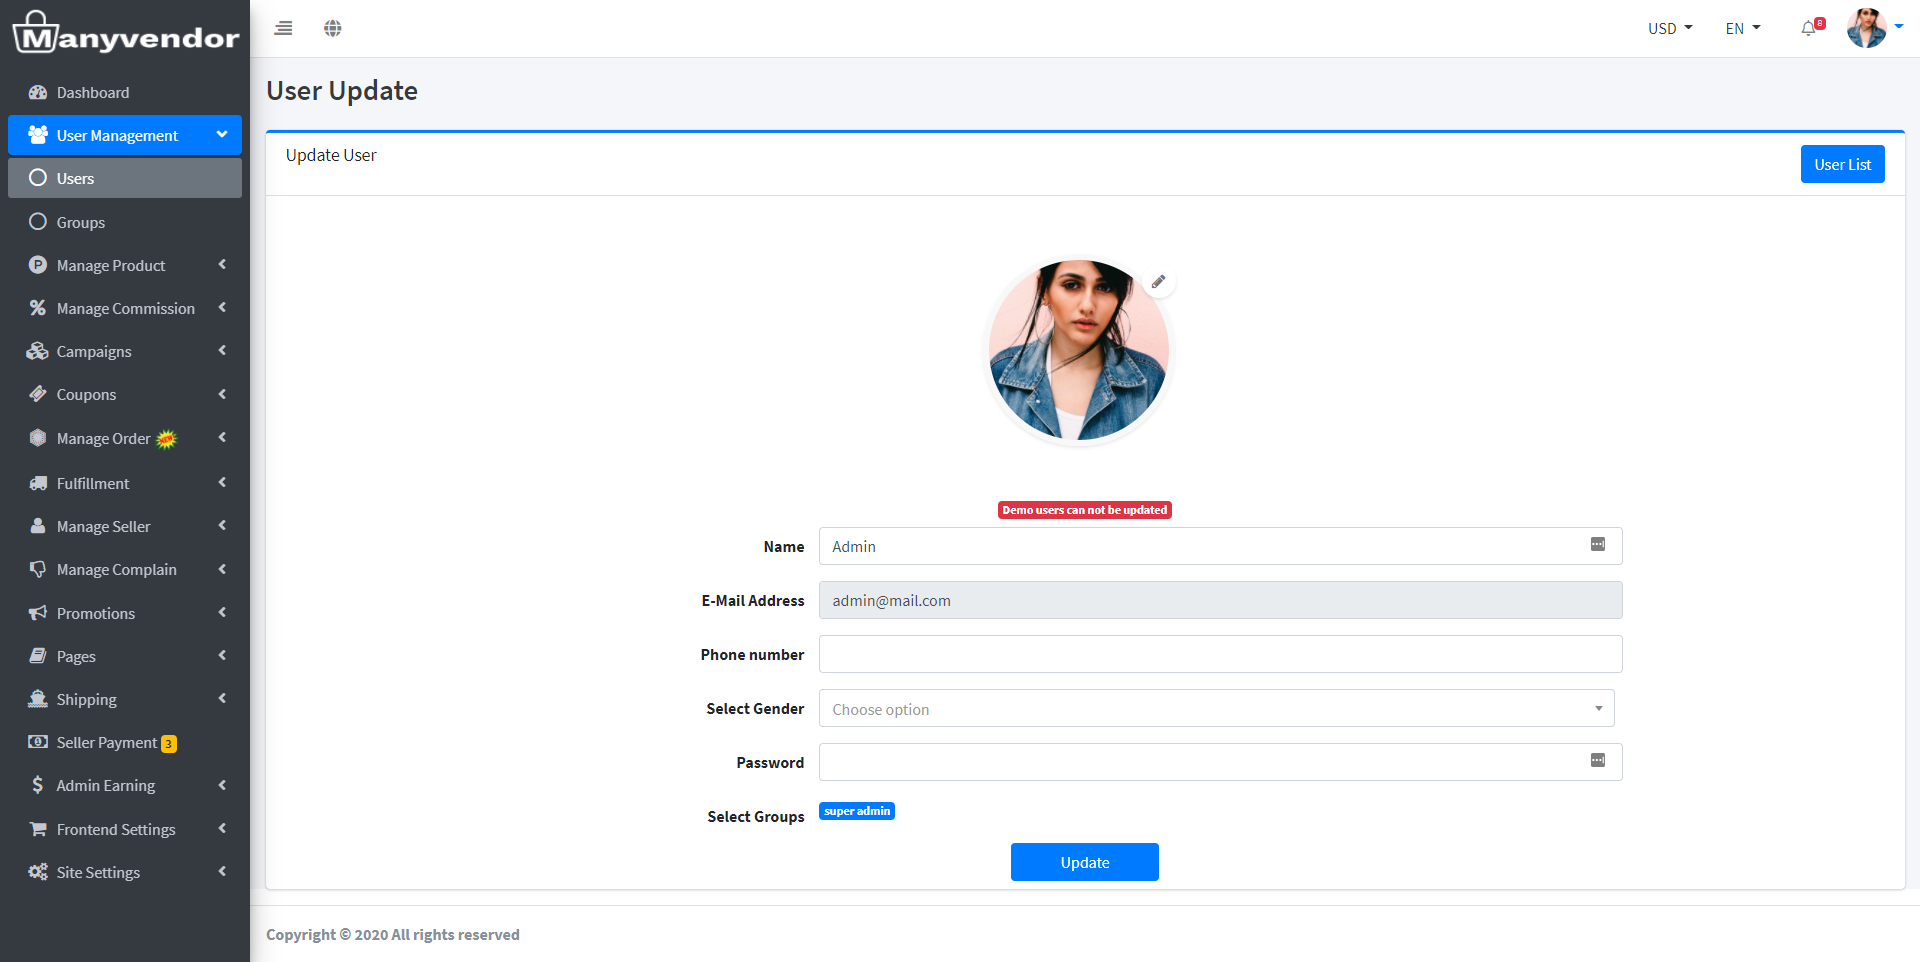 Manyvendor
USD
EN
8
Dashboard
User Management
Users
Groups
Manage Product
Manage Commission
Campaigns
Coupons
Manage Order NEW
Fulfillment
Manage Seller
Manage Complain
Promotions
Pages
Shipping
Seller Payment 3
Admin Earning
Frontend Settings
Site Settings
User Update
Update User
User List
Demo users can not be updated
Name Admin
E-Mail Address admin@mail.com
Phone number
Select Gender Choose option
Password
Select Groups super admin
Update
Copyright © 2020 All rights reserved